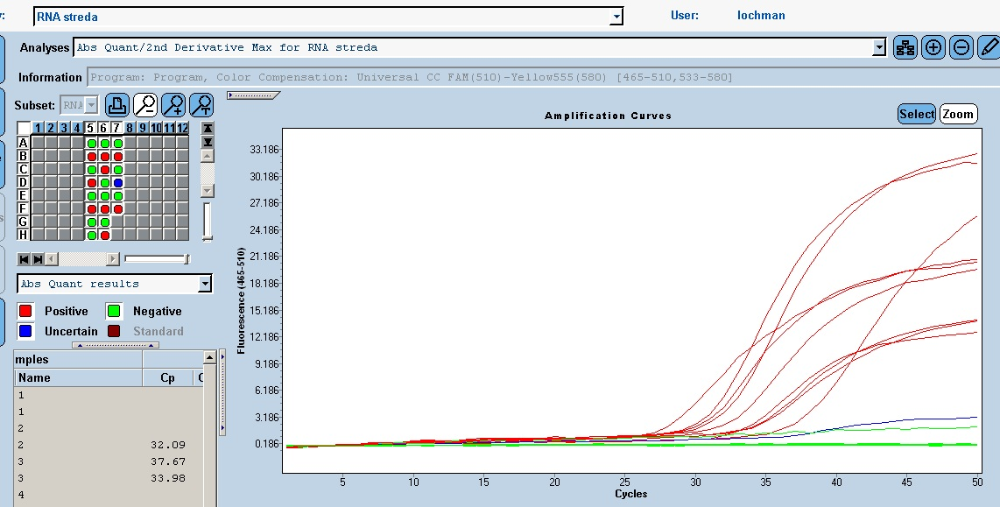 :
RNA streda
User: lochman
Analyses Abs Quant/2nd Derivative Max for RNA streda
Information Program: Program, Color Compensation: Universal CC FAM(510)-Yellow555(580) [465-510,533-580]
Subset: RNA
1 2 3 4 5 6 7 8 9 10 11 12
A
B
C
D
E
F
G
H
Abs Quant results
Positive Negative
Uncertain Standard
mples
Name Cp C
1
1
2
2 32.09
3 37.67
3 33.98
4
Amplification Curves
Select Zoom
Fluorescence (465-510)
33.186
30.186
27.186
24.186
21.186
18.186
15.186
12.186
9.186
6.186
3.186
0.186
5 10 15 20 25 30 35 40 45 50
Cycles